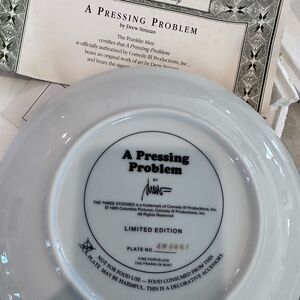 A PRESSING PROBLEM
by Drew Struzan
The Franklin Mint
certifies that A Pressing Problem
is officially authorized by Comedy III Productions, Inc.,
bears an original work of art by Drew Struzan
and bears the
A Pressing
Problem
BY
THE THREE STOOGES is a trademark of Comedy III Productions, Inc.
Columbia Pictures, Comedy III Productions, Inc.
All Rights Reserved.
LIMITED EDITION
PLATE NO.
FINE PORCELAIN
THE FRANKLIN MINT
NOT FOR FOOD USE — FOOD CONSUMED FROM THIS
PLATE MAY BE HARMFUL. THIS IS A DECORATIVE ACCESSORY.